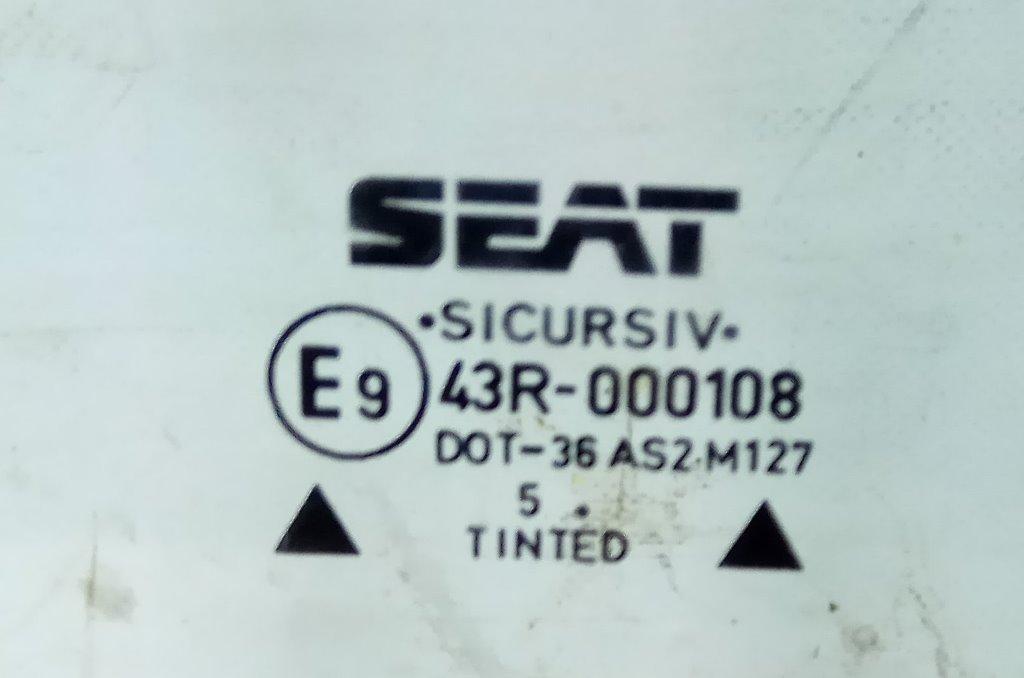 SEAT
•SICURSIV•
E9 43R-000108
DOT-36 AS2·M127
5 .
TINTED